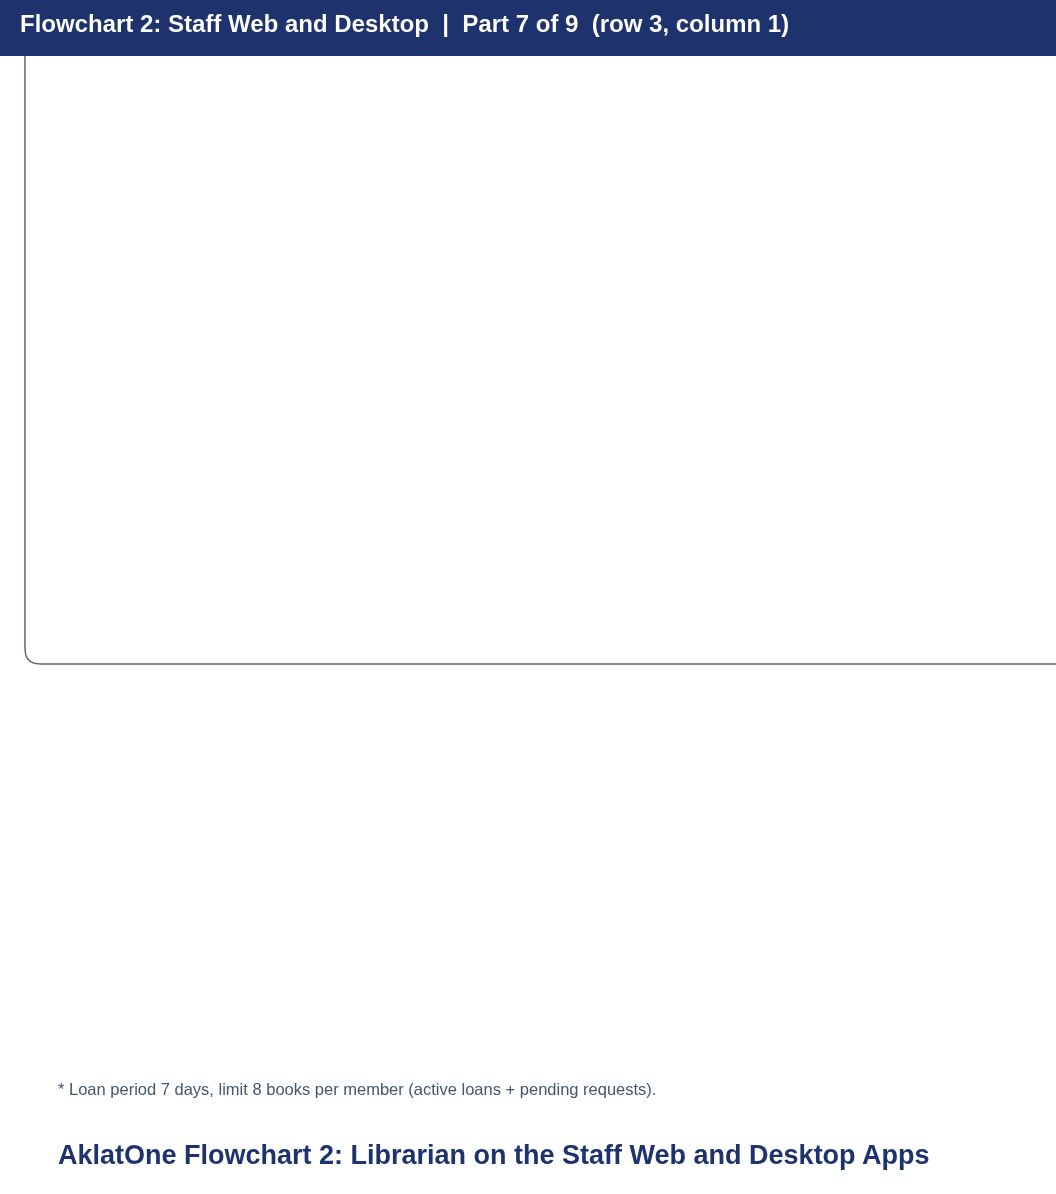 Flowchart 2: Staff Web and Desktop | Part 7 of 9 (row 3, column 1)
* Loan period 7 days, limit 8 books per member (active loans + pending requests).
AklatOne Flowchart 2: Librarian on the Staff Web and Desktop Apps